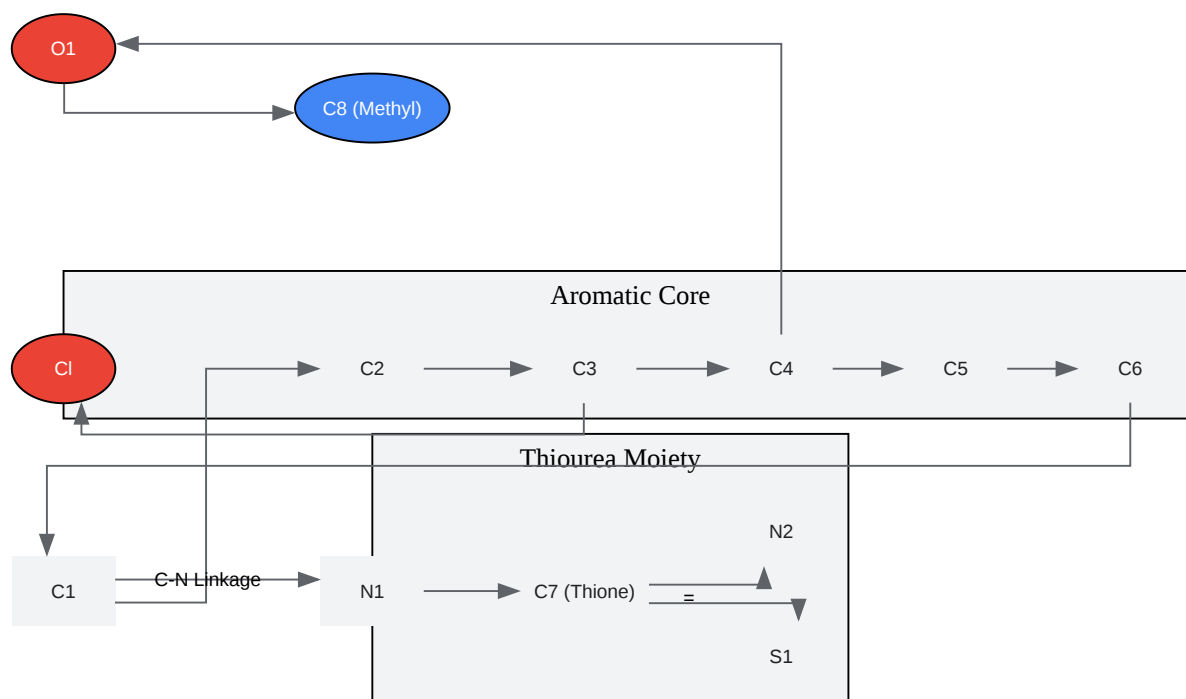 O1
C8 (Methyl)
Aromatic Core
Cl
C2
C3
C4
C5
C6
Thiourea Moiety
N2
C1
C-N Linkage
N1
C7 (Thione)
=
S1